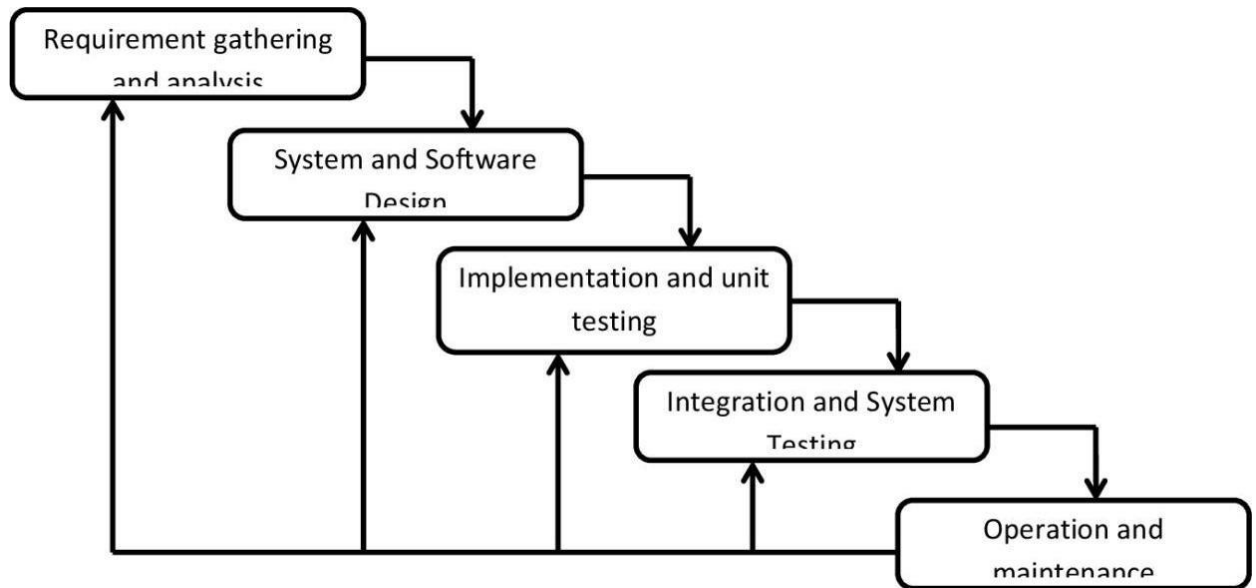 Requirement gathering
and analysis
System and Software
Design
Implementation and unit
testing
Integration and System
Testing
Operation and
maintenance